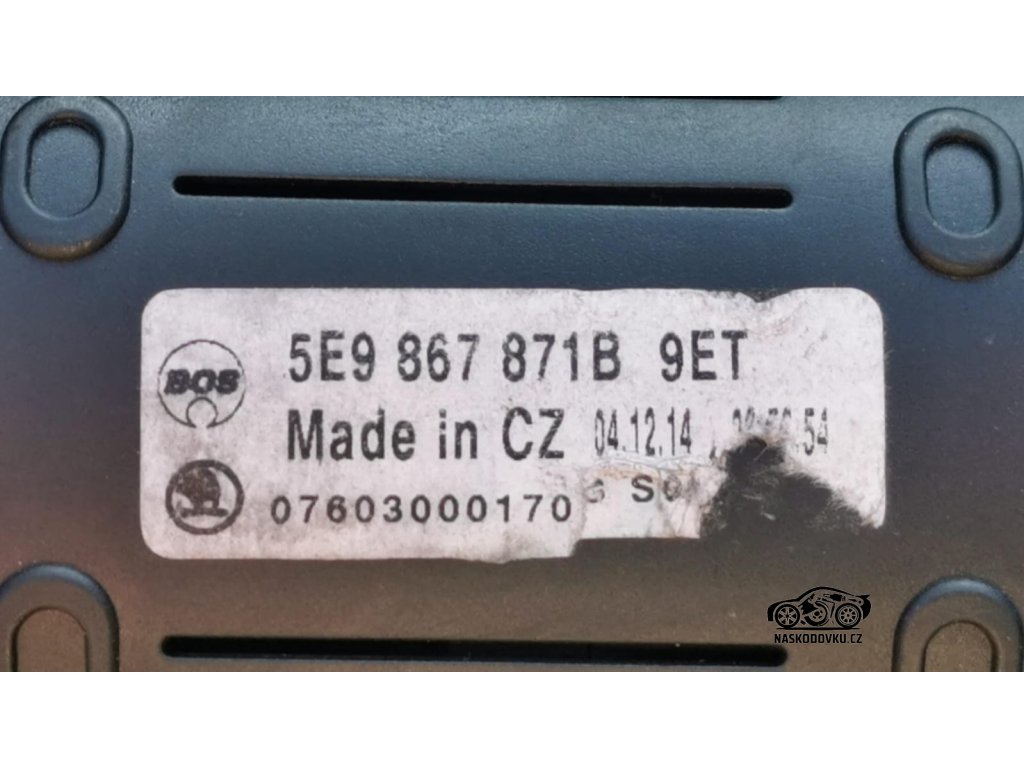 5E9 867 871B 9ET
BOS
Made in CZ 04.12.14
07603000170
NASKODOVKU.CZ